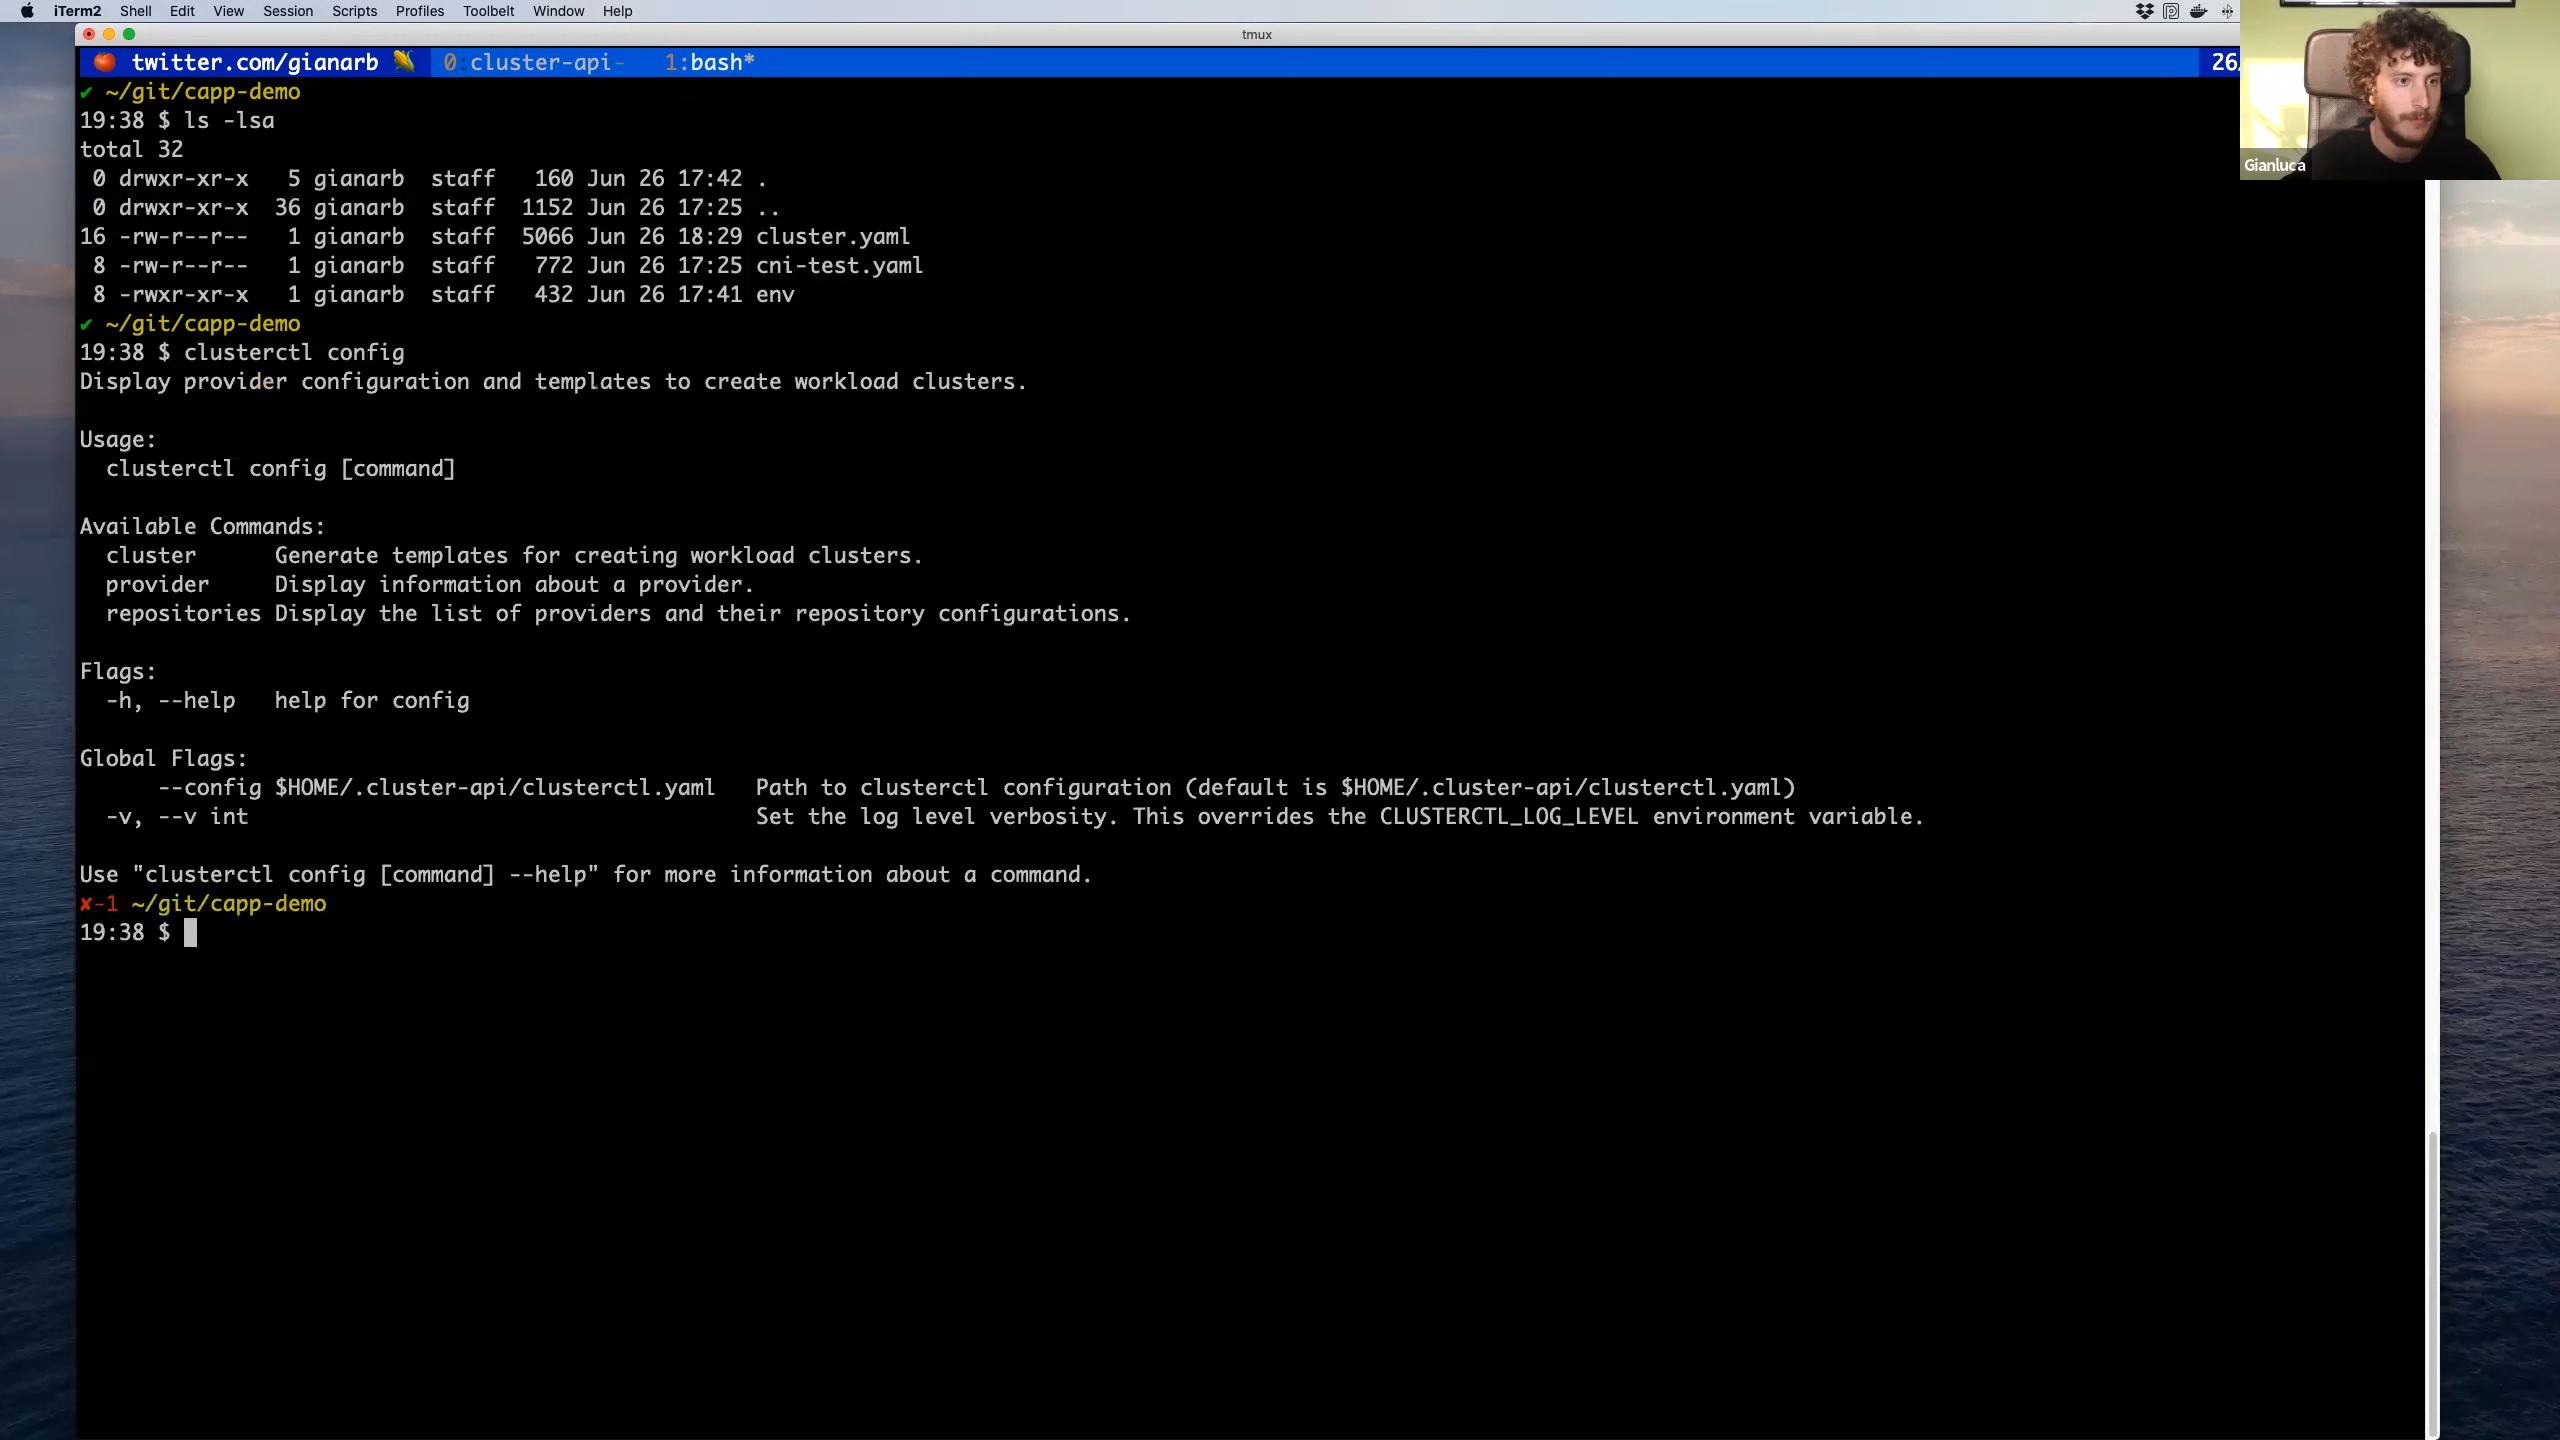 iTerm2 Shell Edit View Session Scripts Profiles Toolbelt Window Help
tmux
twitter.com/gianarb 0:cluster-api- 1:bash* 26
✔ ~/git/capp-demo
19:38 $ ls -lsa
total 32
0 drwxr-xr-x 5 gianarb staff 160 Jun 26 17:42 .
0 drwxr-xr-x 36 gianarb staff 1152 Jun 26 17:25 ..
16 -rw-r--r-- 1 gianarb staff 5066 Jun 26 18:29 cluster.yaml
8 -rw-r--r-- 1 gianarb staff 772 Jun 26 17:25 cni-test.yaml
8 -rwxr-xr-x 1 gianarb staff 432 Jun 26 17:41 env
✔ ~/git/capp-demo
19:38 $ clusterctl config
Display provider configuration and templates to create workload clusters.
Usage:
clusterctl config [command]
Available Commands:
cluster Generate templates for creating workload clusters.
provider Display information about a provider.
repositories Display the list of providers and their repository configurations.
Flags:
-h, --help help for config
Global Flags:
--config $HOME/.cluster-api/clusterctl.yaml Path to clusterctl configuration (default is $HOME/.cluster-api/clusterctl.yaml)
-v, --v int Set the log level verbosity. This overrides the CLUSTERCTL_LOG_LEVEL environment variable.
Use "clusterctl config [command] --help" for more information about a command.
✘-1 ~/git/capp-demo
19:38 $
Gianluca